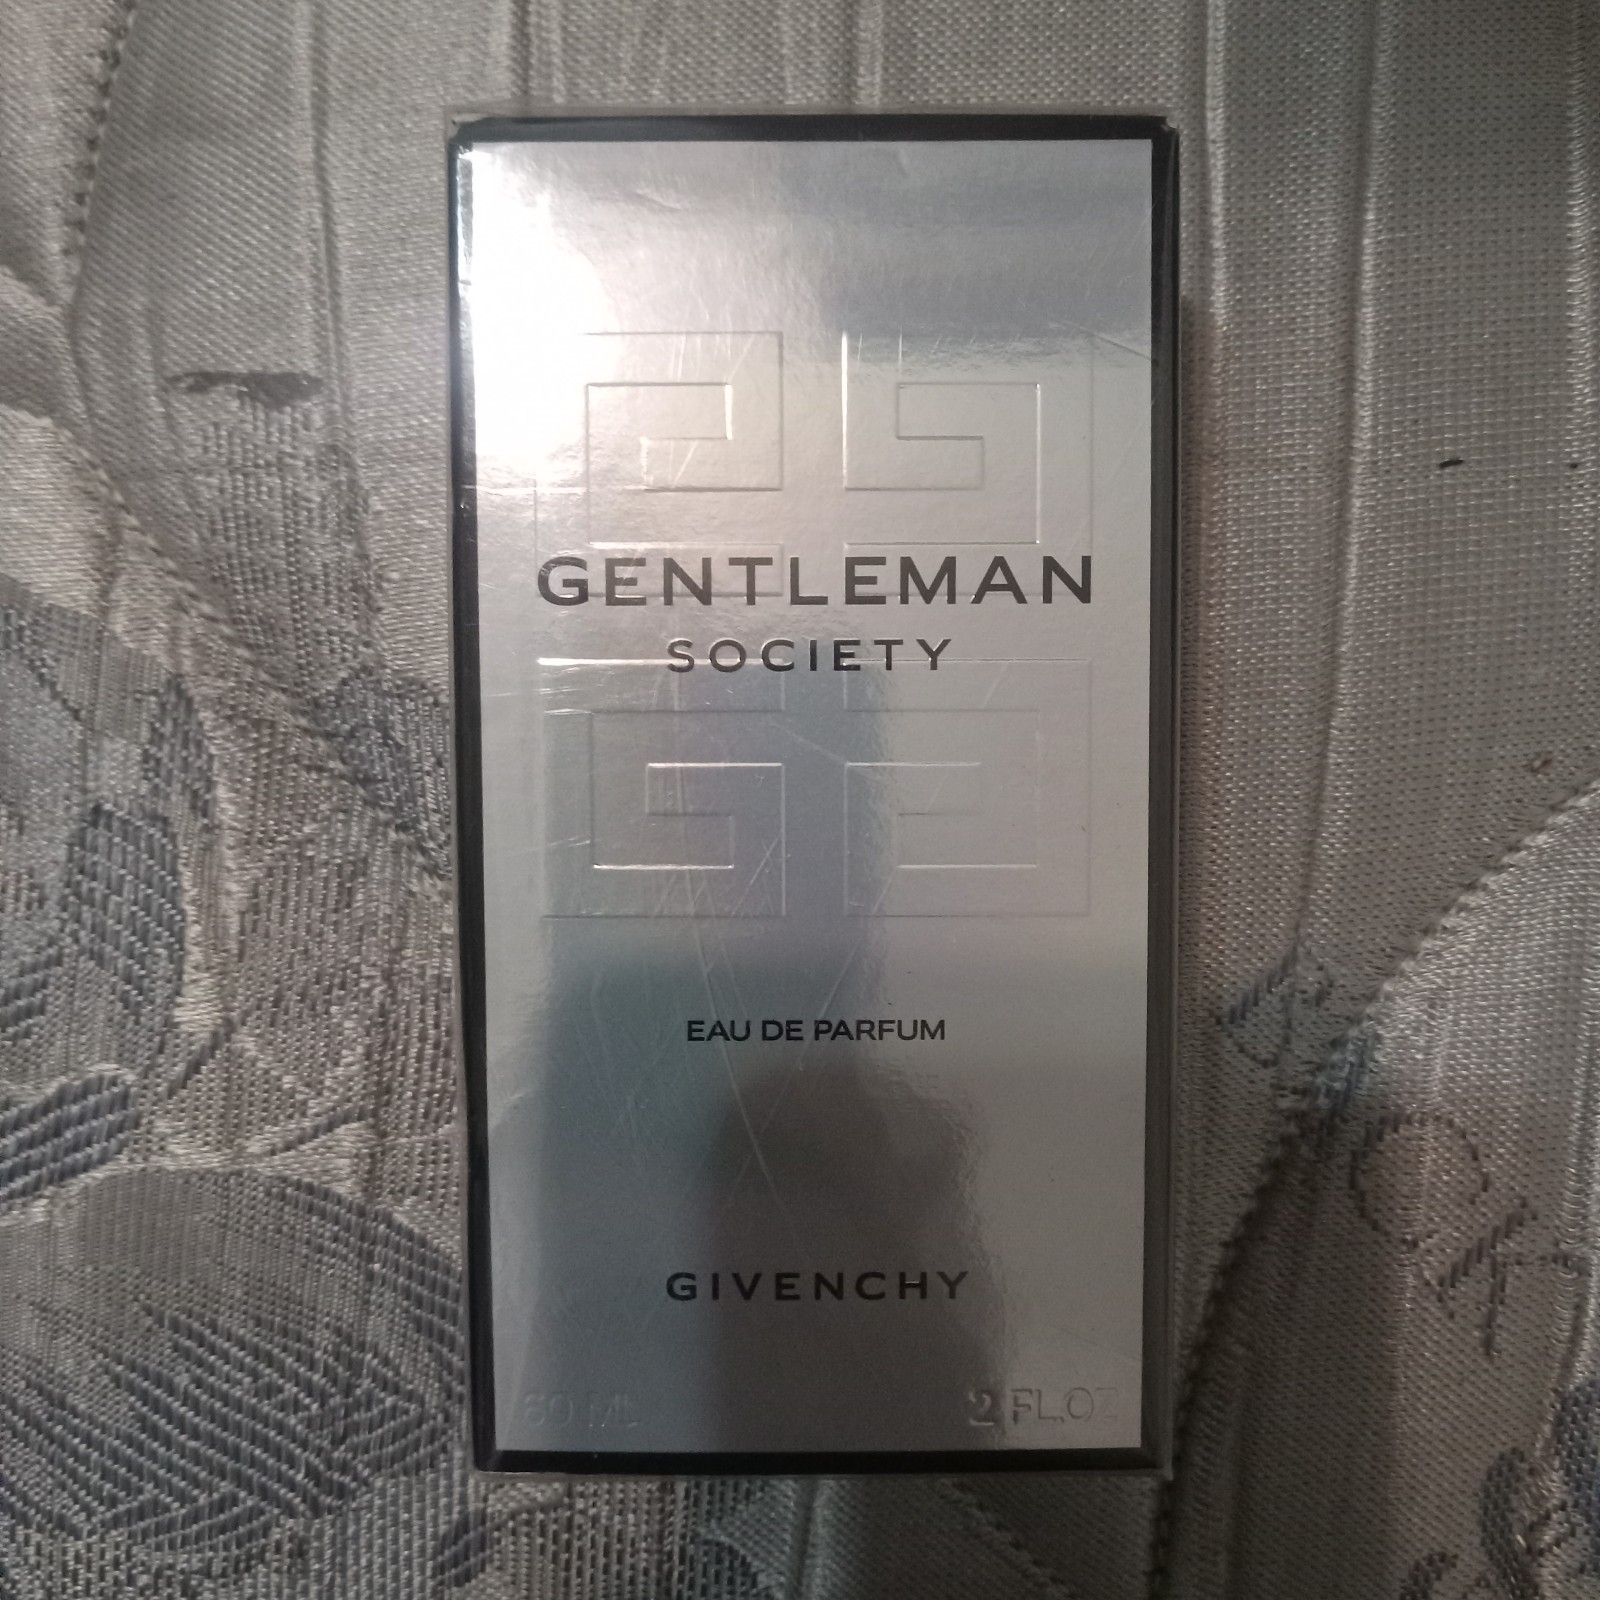 GENTLEMAN
SOCIETY
EAU DE PARFUM
GIVENCHY
60 ML 2 FL.OZ